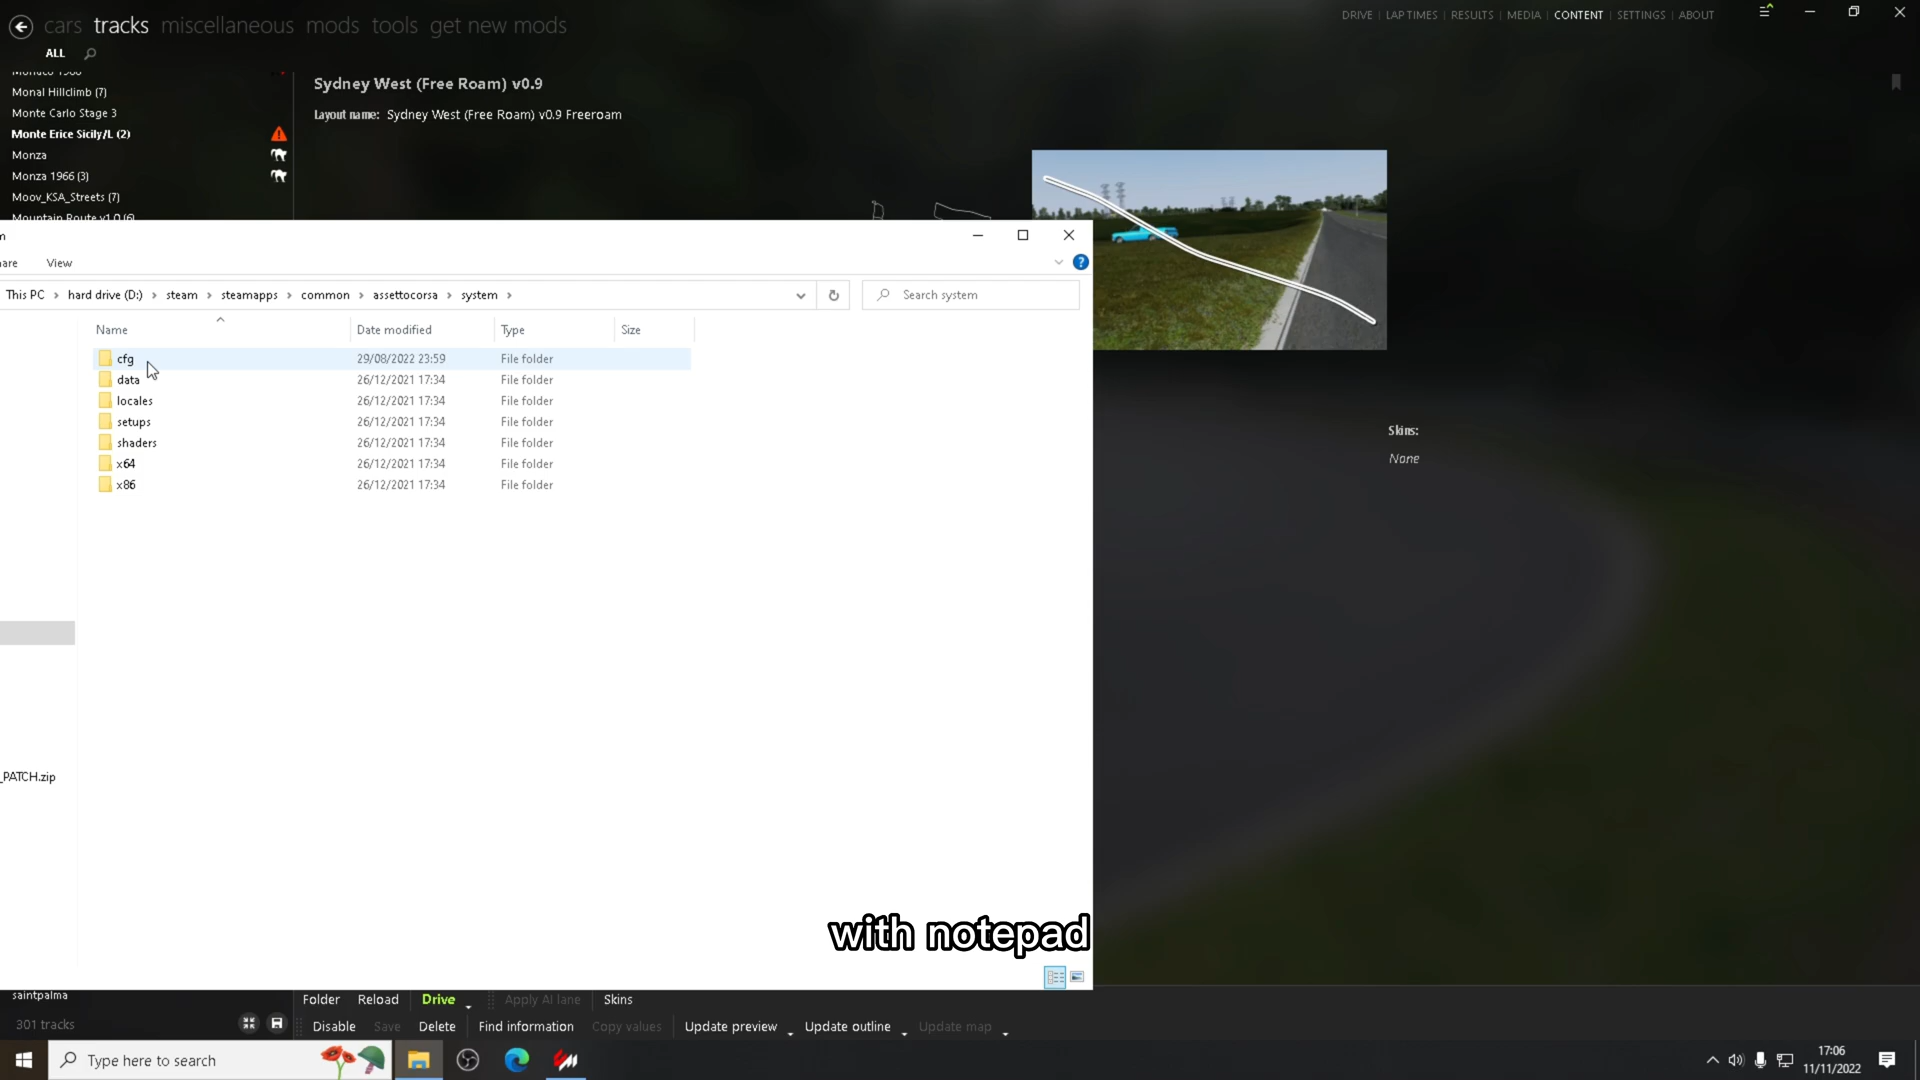 cars tracks miscellaneous mods tools get new mods
DRIVE | LAP TIMES | RESULTS | MEDIA | CONTENT | SETTINGS | ABOUT
ALL
Monaco 1966
Monal Hillclimb (7)
Monte Carlo Stage 3
Monte Erice Sicily/L (2)
Monza
Monza 1966 (3)
Moov_KSA_Streets (7)
Mountain Route v1.0 (6)
Sydney West (Free Roam) v0.9
Layout name: Sydney West (Free Roam) v0.9 Freeroam
View
This PC > hard drive (D:) > steam > steamapps > common > assettocorsa > system >
Search system
Name Date modified Type Size
cfg 29/08/2022 23:59 File folder
data 26/12/2021 17:34 File folder
locales 26/12/2021 17:34 File folder
setups 26/12/2021 17:34 File folder
shaders 26/12/2021 17:34 File folder
x64 26/12/2021 17:34 File folder
x86 26/12/2021 17:34 File folder
_PATCH.zip
Skins:
None
with notepad
saintpalma
301 tracks
Folder Reload Drive Apply AI lane Skins
Disable Save Delete Find information Copy values Update preview Update outline Update map
Type here to search
17:06
11/11/2022